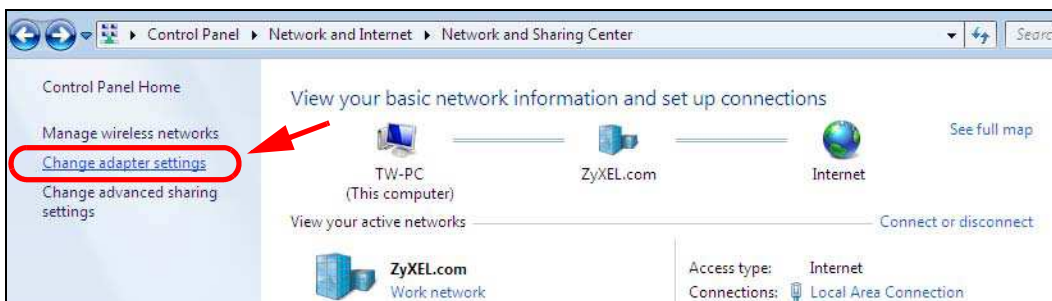 Control Panel ▸ Network and Internet ▸ Network and Sharing Center
Control Panel Home
Manage wireless networks
Change adapter settings
Change advanced sharing
settings
View your basic network information and set up connections
See full map
TW-PC
(This computer)
ZyXEL.com
Internet
View your active networks
Connect or disconnect
ZyXEL.com
Work network
Access type: Internet
Connections: Local Area Connection